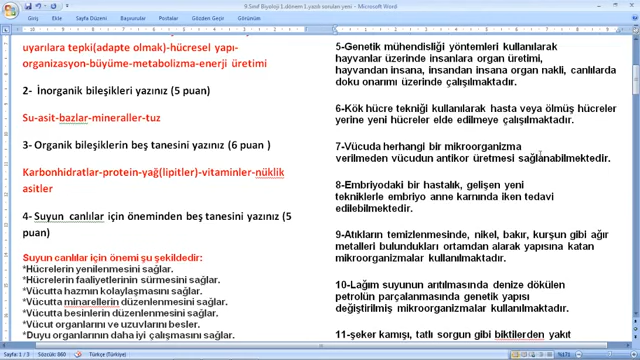 9.Sınıf Biyoloji 1.dönem 1.yazılı soruları yeni - Microsoft Word
Giriş Ekle Sayfa Düzeni Başvurular Postalar Gözden Geçir Görünüm
uyarılara tepki(adapte olmak)-hücresel yapı-
organizasyon-büyüme-metabolizma-enerji üretimi
2- İnorganik bileşikleri yazınız (5 puan)
Su-asit-bazlar-mineraller-tuz
3- Organik bileşiklerin beş tanesini yazınız (6 puan )
Karbonhidratlar-protein-yağ(lipitler)-vitaminler-nüklik
asitler
4- Suyun canlılar için öneminden beş tanesini yazınız (5
puan)
Suyun canlılar için önemi şu şekildedir:
*Hücrelerin yenilenmesini sağlar.
*Hücrelerin faaliyetlerinin sürmesini sağlar.
*Vücutta hazmın kolaylaşmasını sağlar.
*Vücutta minarellerin düzenlenmesini sağlar.
*Vücutta besinlerin düzenlenmesini sağlar.
*Vücut organlarını ve uzuvlarını besler.
*Duyu organlarının daha iyi çalışmasını sağlar.
5-Genetik mühendisliği yöntemleri kullanılarak
hayvanlar üzerinde insanlara organ üretimi,
hayvandan insana, insandan insana organ nakli, canlılarda
doku onarımı üzerinde çalışılmaktadır.
6-Kök hücre tekniği kullanılarak hasta veya ölmüş hücreler
yerine yeni hücreler elde edilmeye çalışılmaktadır.
7-Vücuda herhangi bir mikroorganizma
verilmeden vücudun antikor üretmesi sağlanabilmektedir.
8-Embriyodaki bir hastalık, gelişen yeni
tekniklerle embriyo anne karnında iken tedavi
edilebilmektedir.
9-Atıkların temizlenmesinde, nikel, bakır, kurşun gibi ağır
metalleri bulundukları ortamdan alarak yapısına katan
mikroorganizmalar kullanılmaktadır.
10-Lağım suyunun arıtılmasında denize dökülen
petrolün parçalanmasında genetik yapısı
değiştirilmiş mikroorganizmalar kullanılmaktadır.
11-şeker kamışı, tatlı sorgun gibi biktilerden yakıt
Sayfa: 1 / 3 Sözcük: 860 Türkçe (Türkiye) %171